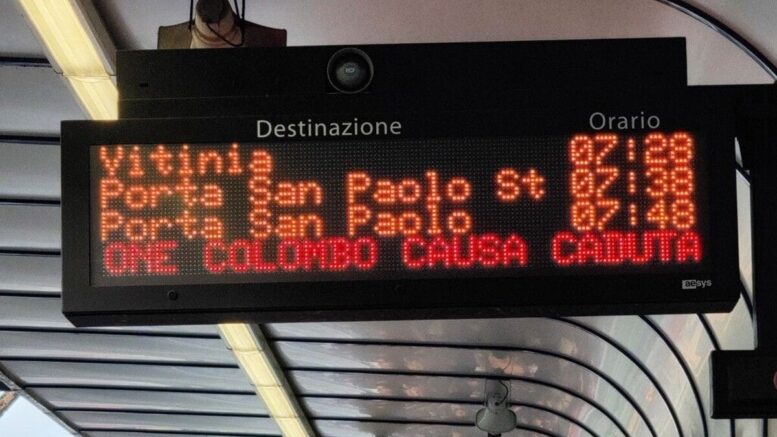 Destinazione Orario
Vitinia 07:28
Porta San Paolo St 07:38
Porta San Paolo 07:48
OME COLOMBO CAUSA CADUTA
aesys